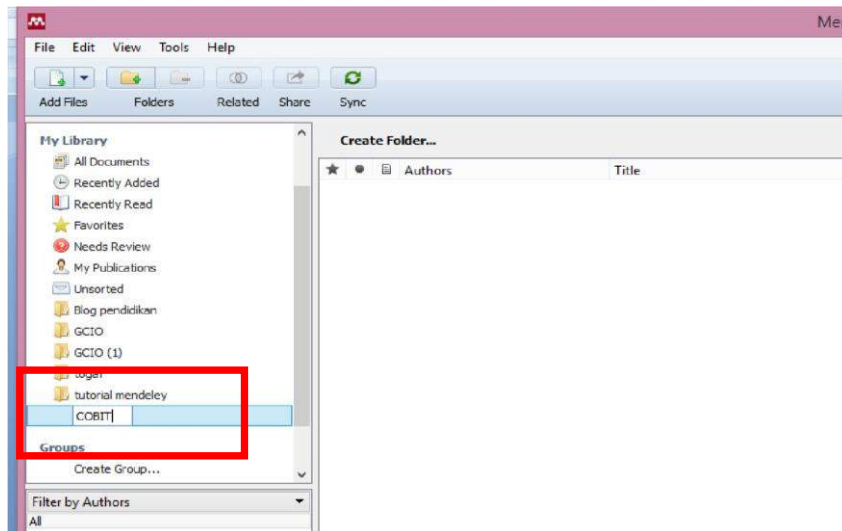 Me
File Edit View Tools Help
Add Files Folders Related Share Sync
My Library
All Documents
Recently Added
Recently Read
Favorites
Needs Review
My Publications
Unsorted
Blog pendidikan
GCIO
GCIO (1)
tutorial mendeley
COBIT
Groups
Create Group...
Filter by Authors
All
Create Folder...
Authors Title